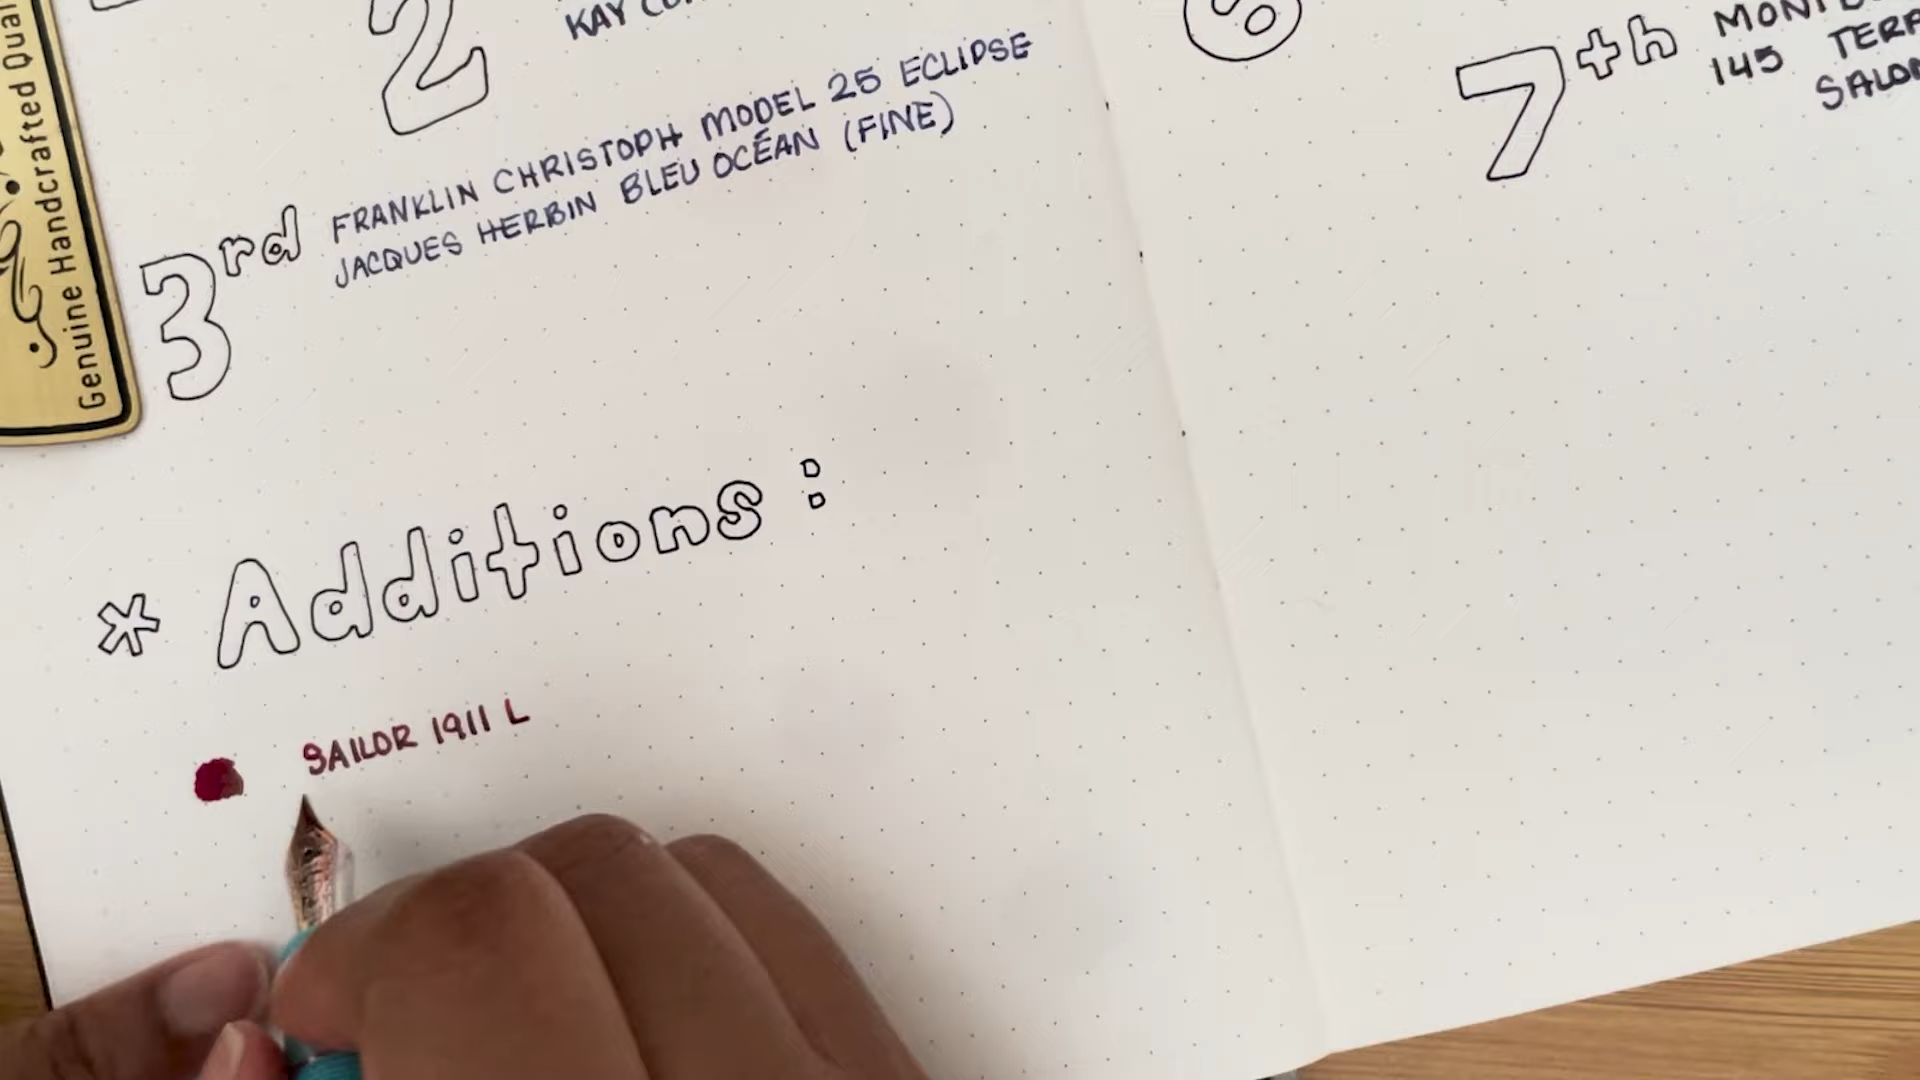 Genuine Handcrafted
2
KAY
3rd FRANKLIN CHRISTOPH MODEL 25 ECLIPSE
JACQUES HERBIN BLEU OCÉAN (FINE)
* Additions :
SAILOR 1911 L
7th
145